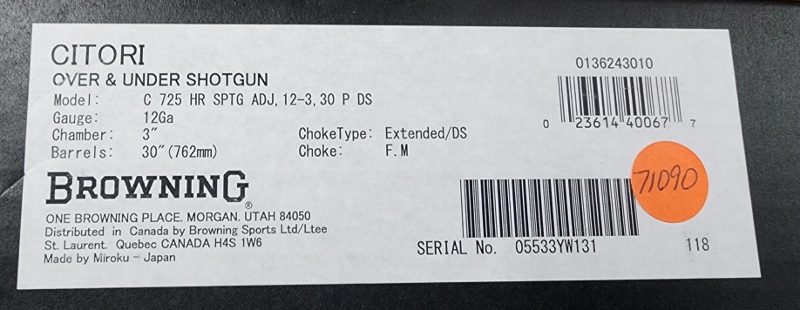 CITORI
OVER & UNDER SHOTGUN
Model: C 725 HR SPTG ADJ, 12-3, 30 P DS
Gauge: 12Ga
Chamber: 3" ChokeType: Extended/DS
Barrels: 30"(762mm) Choke: F.M
0136243010
0 23614 40067 7
BROWNING®
ONE BROWNING PLACE. MORGAN. UTAH 84050
Distributed in Canada by Browning Sports Ltd/Ltee
St. Laurent. Quebec CANADA H4S 1W6
Made by Miroku - Japan
71090
SERIAL No. 05533YW131
118